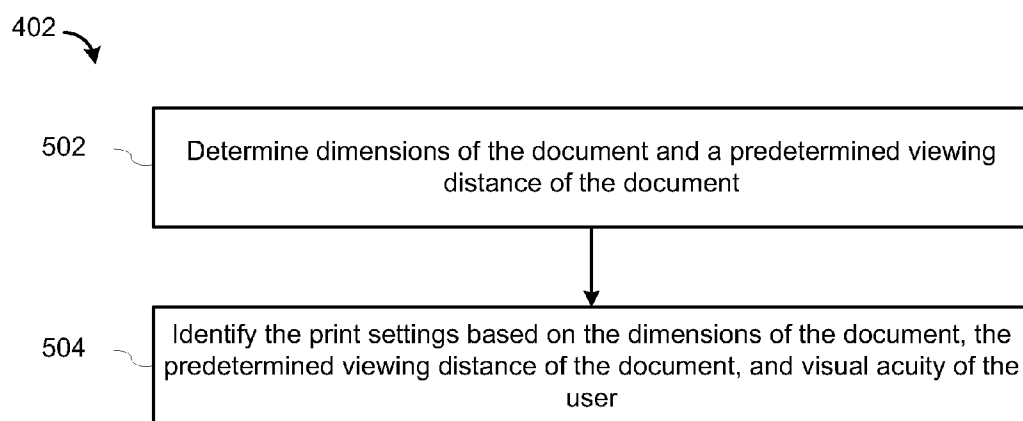 402
502
Determine dimensions of the document and a predetermined viewing
distance of the document
504
Identify the print settings based on the dimensions of the document, the
predetermined viewing distance of the document, and visual acuity of the
user